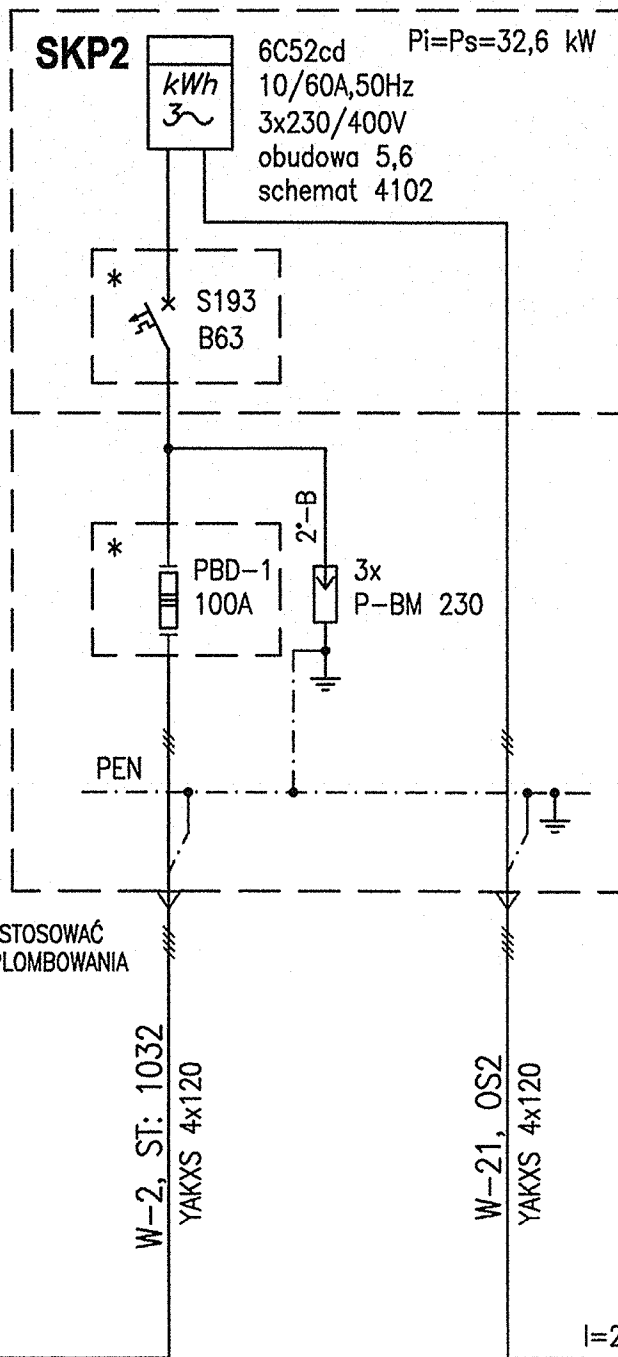 SKP2
kWh
3~
6C52cd
10/60A,50Hz
3x230/400V
obudowa 5,6
schemat 4102
Pi=Ps=32,6 kW
*
S193
B63
*
PBD-1
100A
2°-B
3x
P-BM 230
PEN
STOSOWAĆ
PLOMBOWANIA
W-2, ST: 1032
YAKXS 4x120
W-21, OS2
YAKXS 4x120
l=2